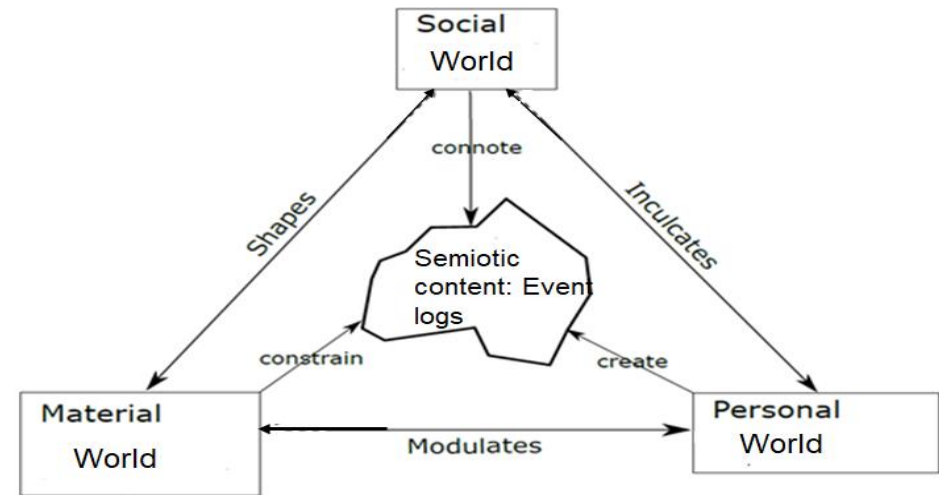 Social
World
connote
Shapes
Inculcates
Semiotic
content: Event
logs
constrain
create
Material
World
Modulates
Personal
World